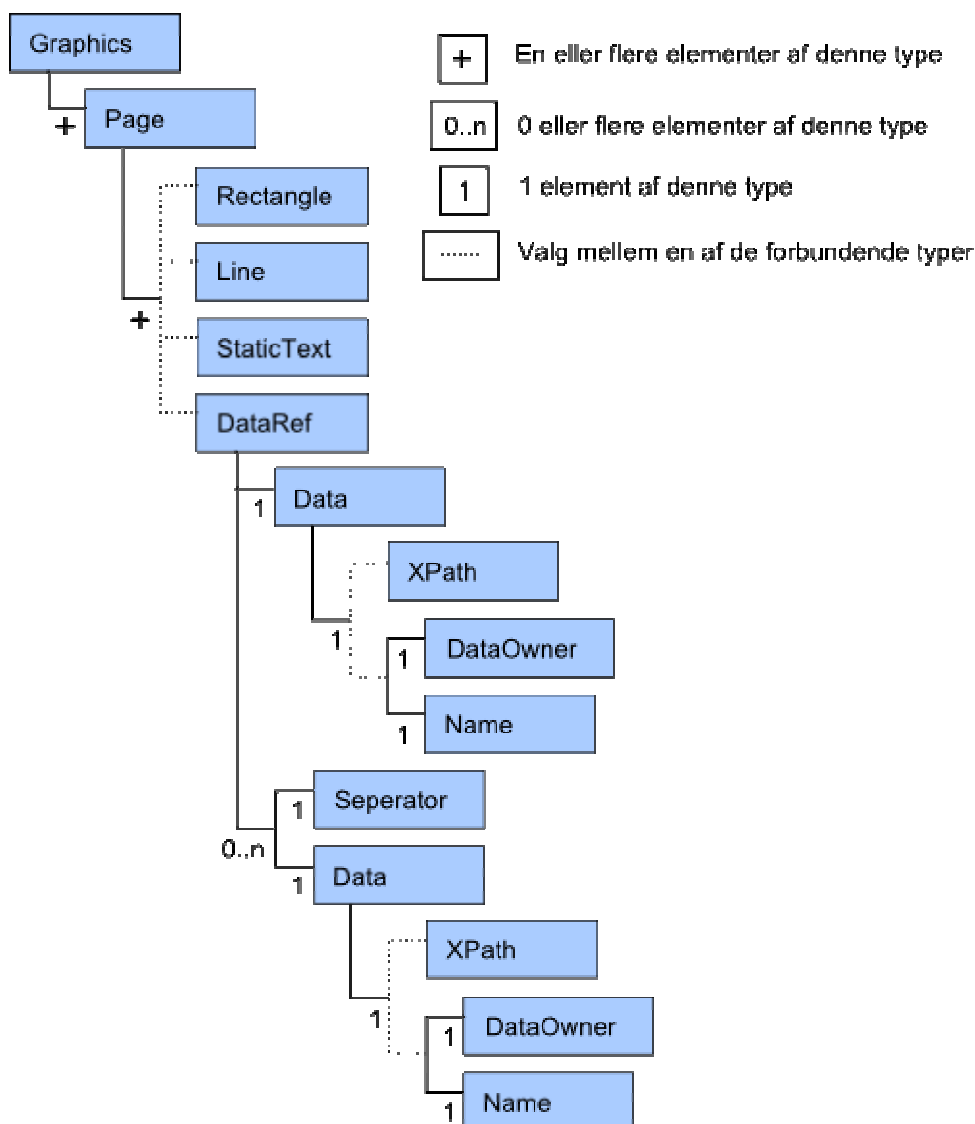 Graphics
+ En eller flere elementer af denne type
+ Page
0..n 0 eller flere elementer af denne type
1 1 element af denne type
Rectangle
Valg mellem en af de forbundende typer
Line
+
StaticText
DataRef
1 Data
XPath
1
1 DataOwner
1 Name
1 Seperator
0..n
1 Data
XPath
1
1 DataOwner
1 Name